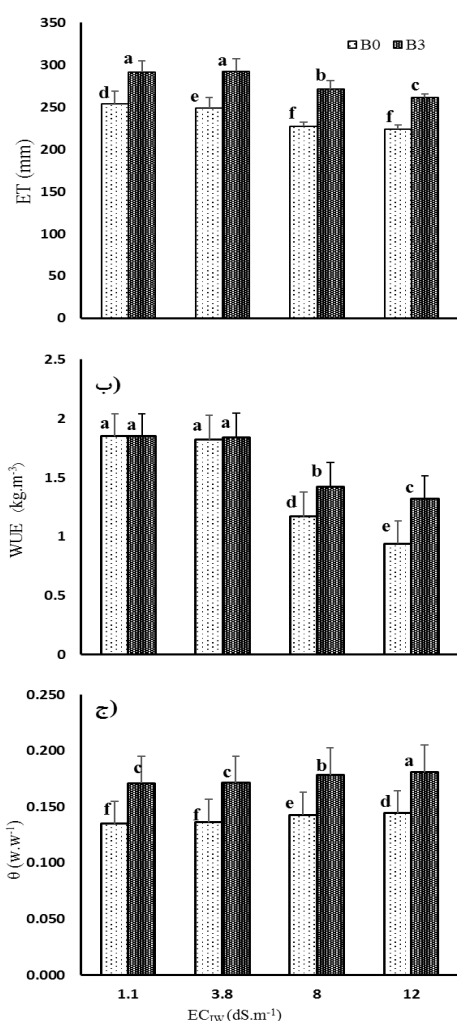 350
300
250
200
150
100
50
0
ET (mm)
B0 B3
d a e a f b f c
2.5
2
1.5
1
0.5
0
WUE (kg.m⁻³)
ب)
a a a a d b e c
0.250
0.200
0.150
0.100
0.050
0.000
θ (w.w⁻¹)
ج)
f c f c e b d a
1.1 3.8 8 12
EC_IW (dS.m⁻¹)